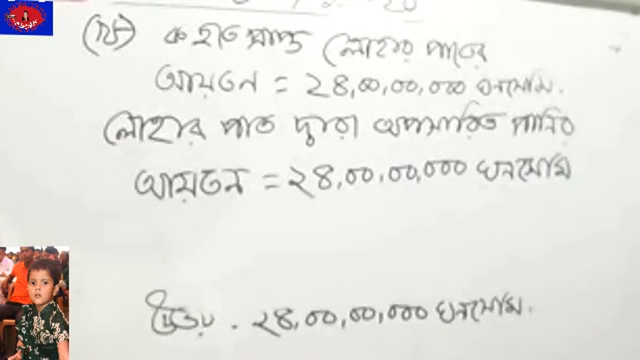 (খ) ক হতে প্রাপ্ত লোহার পাতের
আয়তন = ২৪,০০,০০,০০০ ঘনসেমি.
লোহার পাত দ্বারা অপসারিত পানির
আয়তন = ২৪,০০,০০,০০০ ঘনসেমি
উত্তর . ২৪,০০,০০,০০০ ঘনসেমি.